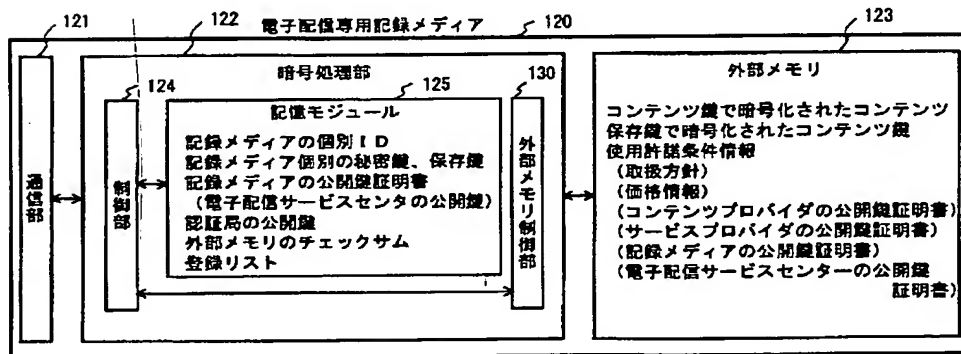 電子配信専用記録メディア
120
121
122
123
通信部
暗号処理部
124
制御部
125
記憶モジュール
記録メディアの個別ID
記録メディア個別の秘密鍵、保存鍵
記録メディアの公開鍵証明書
(電子配信サービスセンタの公開鍵)
認証局の公開鍵
外部メモリのチェックサム
登録リスト
130
外部メモリ制御部
外部メモリ
コンテンツ鍵で暗号化されたコンテンツ
保存鍵で暗号化されたコンテンツ鍵
使用許諾条件情報
(取扱方針)
(価格情報)
(コンテンツプロバイダの公開鍵証明書)
(サービスプロバイダの公開鍵証明書)
(記録メディアの公開鍵証明書)
(電子配信サービスセンターの公開鍵
証明書)